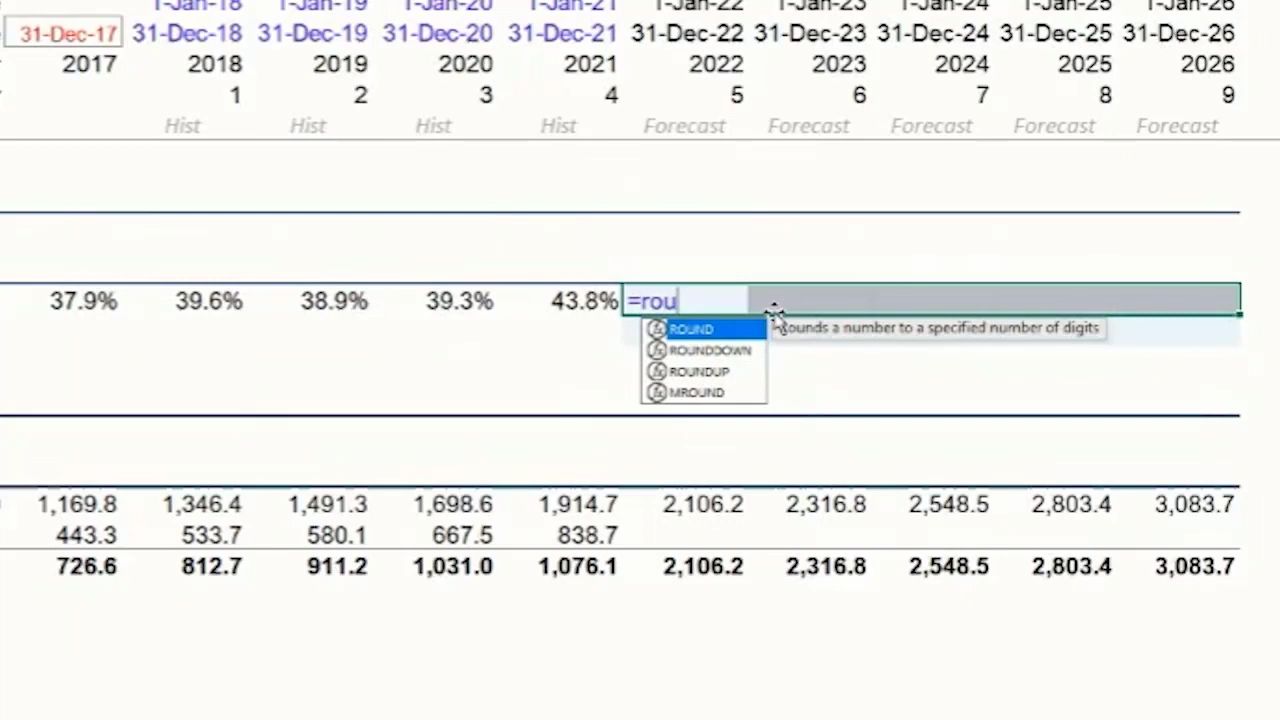 1-Jan-18 1-Jan-19 1-Jan-20 1-Jan-21 1-Jan-22 1-Jan-23 1-Jan-24 1-Jan-25 1-Jan-26
31-Dec-17 31-Dec-18 31-Dec-19 31-Dec-20 31-Dec-21 31-Dec-22 31-Dec-23 31-Dec-24 31-Dec-25 31-Dec-26
2017 2018 2019 2020 2021 2022 2023 2024 2025 2026
1 2 3 4 5 6 7 8 9
Hist Hist Hist Hist Forecast Forecast Forecast Forecast Forecast
37.9% 39.6% 38.9% 39.3% 43.8% =rou
ROUND Rounds a number to a specified number of digits
ROUNDDOWN
ROUNDUP
MROUND
1,169.8 1,346.4 1,491.3 1,698.6 1,914.7 2,106.2 2,316.8 2,548.5 2,803.4 3,083.7
443.3 533.7 580.1 667.5 838.7
726.6 812.7 911.2 1,031.0 1,076.1 2,106.2 2,316.8 2,548.5 2,803.4 3,083.7